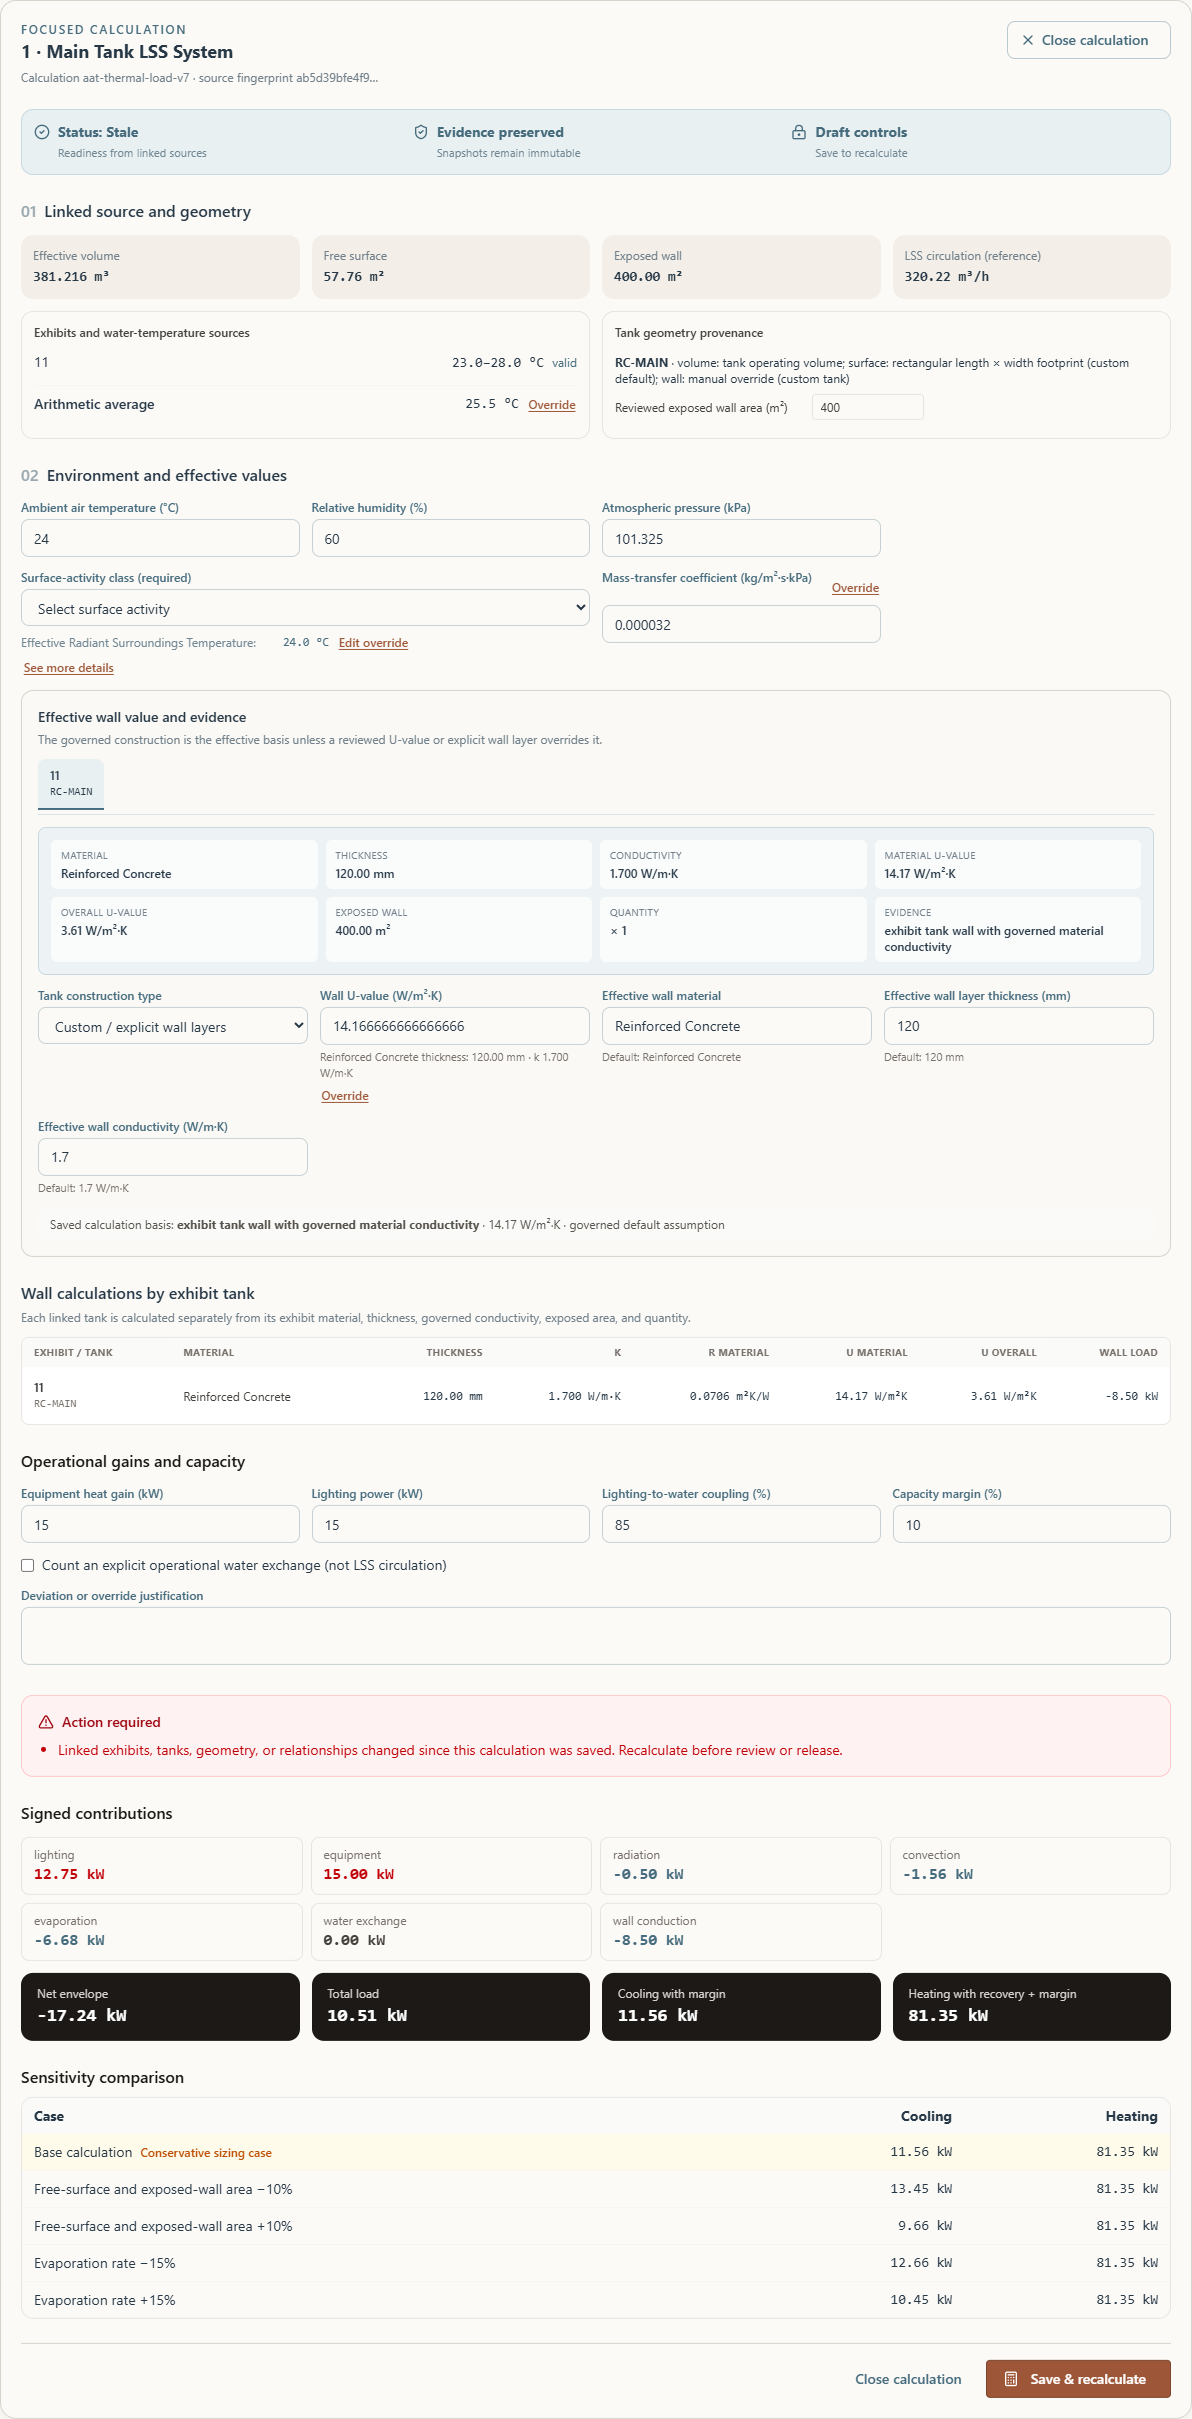 FOCUSED CALCULATION
1 · Main Tank LSS System
Close calculation
Calculation aat-thermal-load-v7 · source fingerprint ab5d39bfe4f9...
Status: Stale
Readiness from linked sources
Evidence preserved
Snapshots remain immutable
Draft controls
Save to recalculate
01 Linked source and geometry
Effective volume
381.216 m³
Free surface
57.76 m²
Exposed wall
400.00 m²
LSS circulation (reference)
320.22 m³/h
Exhibits and water-temperature sources
11 23.0–28.0 °C valid
Arithmetic average 25.5 °C Override
Tank geometry provenance
RC-MAIN · volume: tank operating volume; surface: rectangular length × width footprint (custom
default); wall: manual override (custom tank)
Reviewed exposed wall area (m²) 400
02 Environment and effective values
Ambient air temperature (°C)
24
Relative humidity (%)
60
Atmospheric pressure (kPa)
101.325
Surface-activity class (required)
Select surface activity
Mass-transfer coefficient (kg/m²·s·kPa)
Override
0.000032
Effective Radiant Surroundings Temperature: 24.0 °C Edit override
See more details
Effective wall value and evidence
The governed construction is the effective basis unless a reviewed U-value or explicit wall layer overrides it.
11
RC-MAIN
MATERIAL
Reinforced Concrete
THICKNESS
120.00 mm
CONDUCTIVITY
1.700 W/m·K
MATERIAL U-VALUE
14.17 W/m²·K
OVERALL U-VALUE
3.61 W/m²·K
EXPOSED WALL
400.00 m²
QUANTITY
× 1
EVIDENCE
exhibit tank wall with governed material
conductivity
Tank construction type
Custom / explicit wall layers
Wall U-value (W/m²·K)
14.166666666666666
Reinforced Concrete thickness: 120.00 mm · k 1.700
W/m·K
Override
Effective wall material
Reinforced Concrete
Default: Reinforced Concrete
Effective wall layer thickness (mm)
120
Default: 120 mm
Effective wall conductivity (W/m·K)
1.7
Default: 1.7 W/m·K
Saved calculation basis: exhibit tank wall with governed material conductivity · 14.17 W/m²·K · governed default assumption
Wall calculations by exhibit tank
Each linked tank is calculated separately from its exhibit material, thickness, governed conductivity, exposed area, and quantity.
EXHIBIT / TANK MATERIAL THICKNESS K R MATERIAL U MATERIAL U OVERALL WALL LOAD
11
RC-MAIN
Reinforced Concrete 120.00 mm 1.700 W/m·K 0.0706 m²K/W 14.17 W/m²K 3.61 W/m²K -8.50 kW
Operational gains and capacity
Equipment heat gain (kW)
15
Lighting power (kW)
15
Lighting-to-water coupling (%)
85
Capacity margin (%)
10
Count an explicit operational water exchange (not LSS circulation)
Deviation or override justification
Action required
• Linked exhibits, tanks, geometry, or relationships changed since this calculation was saved. Recalculate before review or release.
Signed contributions
lighting
12.75 kW
equipment
15.00 kW
radiation
-0.50 kW
convection
-1.56 kW
evaporation
-6.68 kW
water exchange
0.00 kW
wall conduction
-8.50 kW
Net envelope
-17.24 kW
Total load
10.51 kW
Cooling with margin
11.56 kW
Heating with recovery + margin
81.35 kW
Sensitivity comparison
Case Cooling Heating
Base calculation Conservative sizing case 11.56 kW 81.35 kW
Free-surface and exposed-wall area −10% 13.45 kW 81.35 kW
Free-surface and exposed-wall area +10% 9.66 kW 81.35 kW
Evaporation rate −15% 12.66 kW 81.35 kW
Evaporation rate +15% 10.45 kW 81.35 kW
Close calculation
Save & recalculate